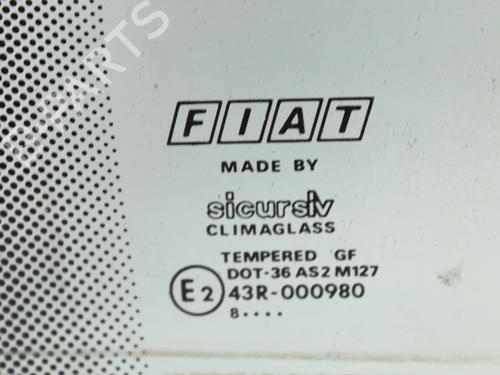 FIAT
MADE BY
sicursiv
CLIMAGLASS
TEMPERED GF
DOT-36 AS2 M127
E2 43R-000980
8····